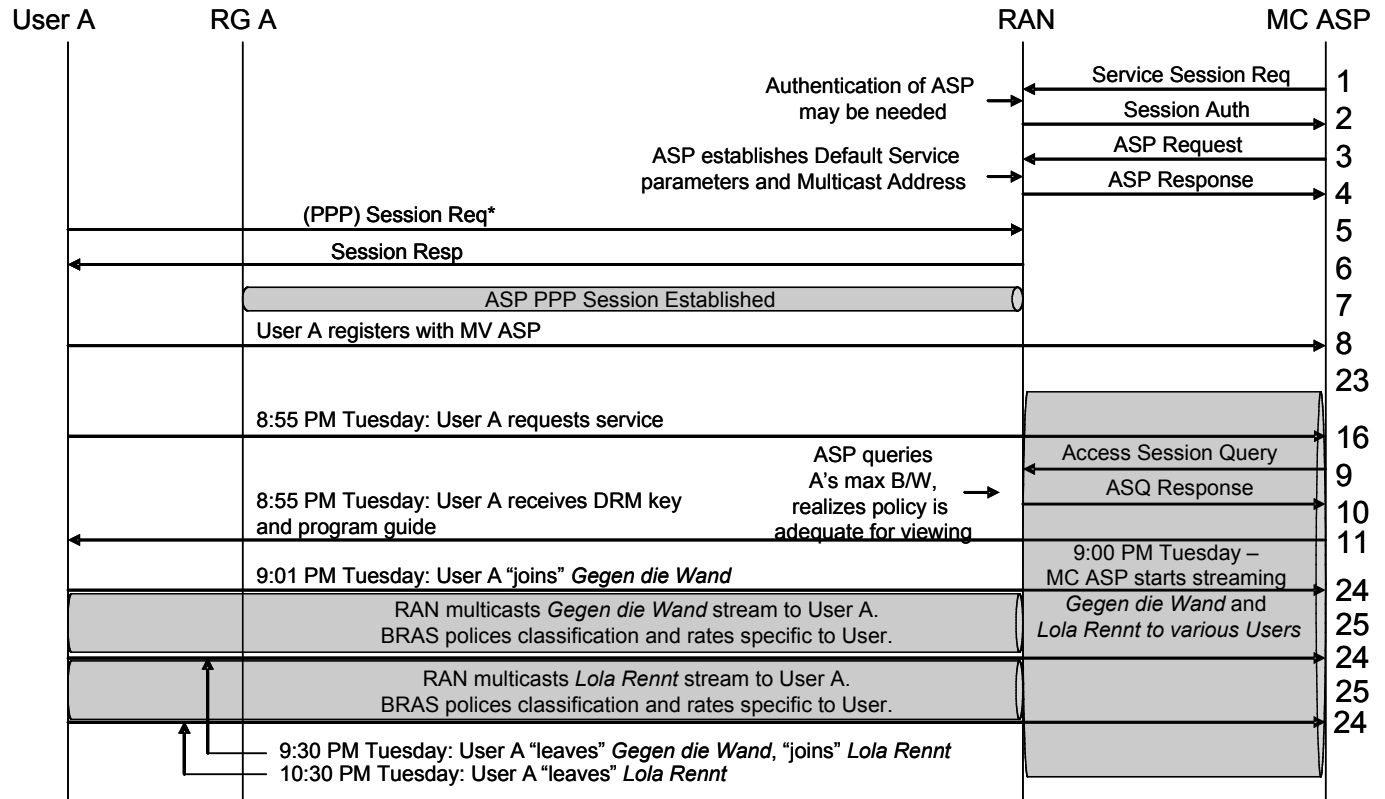 User A
RG A
RAN
MC ASP
Service Session Req
1
Authentication of ASP
may be needed
Session Auth
2
ASP Request
3
ASP establishes Default Service
parameters and Multicast Address
ASP Response
4
(PPP) Session Req*
5
Session Resp
6
ASP PPP Session Established
7
User A registers with MV ASP
8
23
8:55 PM Tuesday: User A requests service
16
ASP queries
A's max B/W,
realizes policy is
adequate for viewing
Access Session Query
9
ASQ Response
10
8:55 PM Tuesday: User A receives DRM key
and program guide
11
9:00 PM Tuesday –
MC ASP starts streaming
Gegen die Wand and
Lola Rennt to various Users
9:01 PM Tuesday: User A “joins” Gegen die Wand
24
RAN multicasts Gegen die Wand stream to User A.
BRAS polices classification and rates specific to User.
25
24
RAN multicasts Lola Rennt stream to User A.
BRAS polices classification and rates specific to User.
25
24
9:30 PM Tuesday: User A “leaves” Gegen die Wand, “joins” Lola Rennt
10:30 PM Tuesday: User A “leaves” Lola Rennt